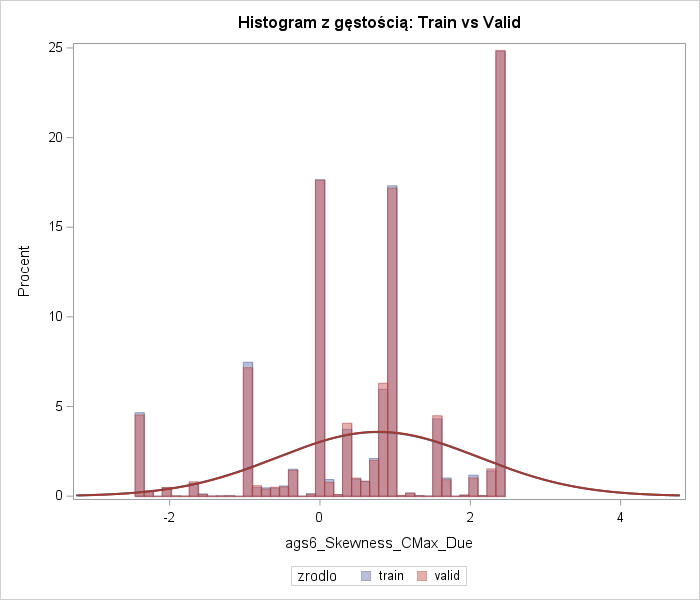 Histogram z gęstością: Train vs Valid
25
20
15
10
5
0
Procent
-2 0 2 4
ags6_Skewness_CMax_Due
zrodlo train valid